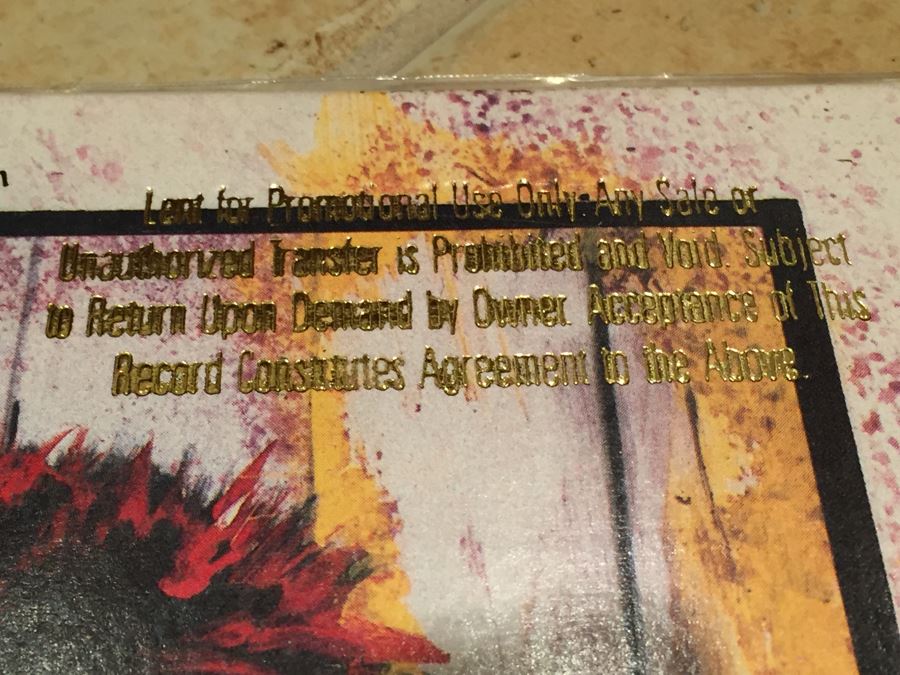 Lent for Promotional Use Only. Any Sale or
Unauthorized Transfer is Prohibited and Void. Subject
to Return Upon Demand by Owner. Acceptance of This
Record Constitutes Agreement to the Above.